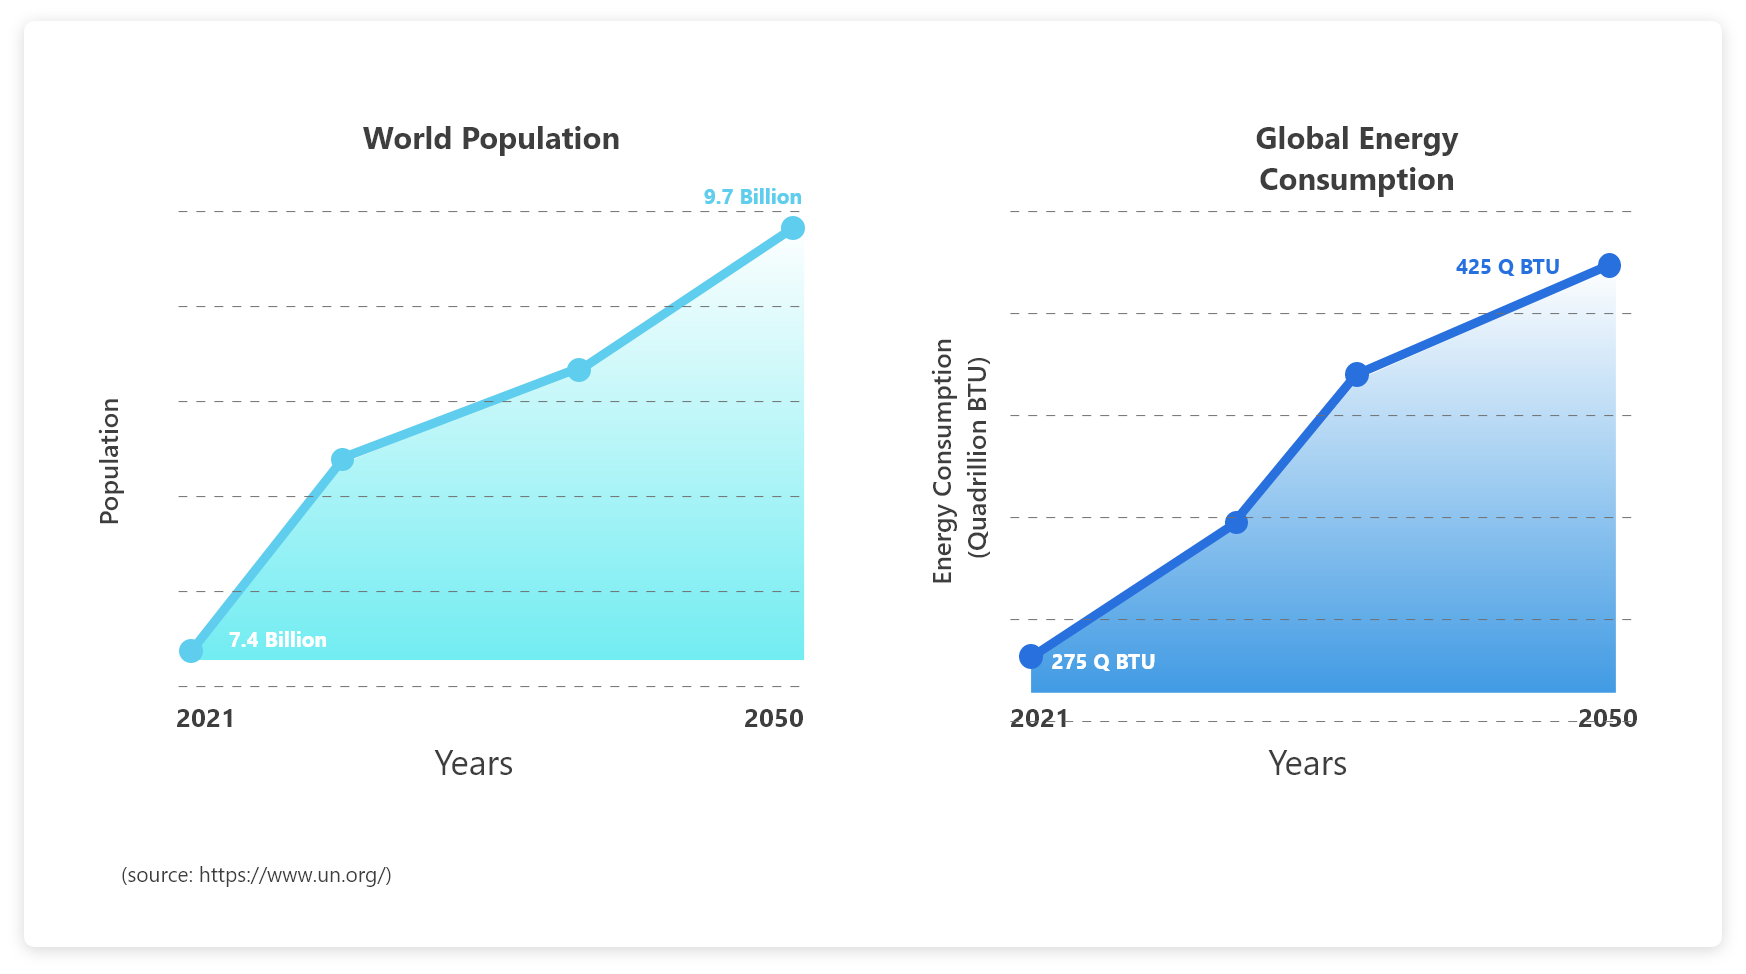 World Population
9.7 Billion
7.4 Billion
Population
2021
2050
Years
Global Energy
Consumption
425 Q BTU
275 Q BTU
Energy Consumption
(Quadrillion BTU)
2021
2050
Years
(source: https://www.un.org/)